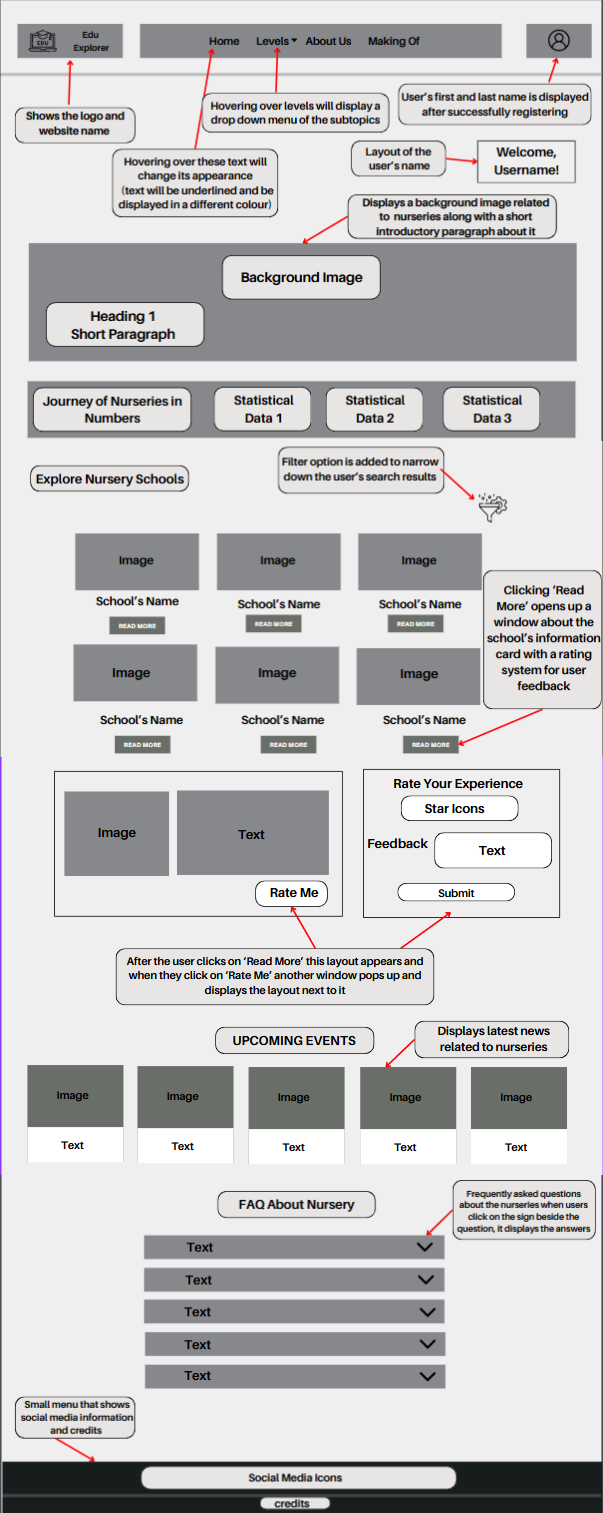 Edu
Explorer
EDU
Home Levels About Us Making Of
Shows the logo and
website name
Hovering over levels will display a
drop down menu of the subtopics
User's first and last name is displayed
after successfully registering
Hovering over these text will
change its appearance
(text will be underlined and be
displayed in a different colour)
Layout of the
user's name
Welcome,
Username!
Displays a background image related
to nurseries along with a short
introductory paragraph about it
Background Image
Heading 1
Short Paragraph
Journey of Nurseries in
Numbers
Statistical
Data 1
Statistical
Data 2
Statistical
Data 3
Explore Nursery Schools
Filter option is added to narrow
down the user's search results
Image Image Image
School's Name School's Name School's Name
READ MORE READ MORE READ MORE
Clicking 'Read
More' opens up a
window about the
school's information
card with a rating
system for user
feedback
Image Image Image
School's Name School's Name School's Name
READ MORE READ MORE READ MORE
Image
Text
Rate Me
Rate Your Experience
Star Icons
Feedback
Text
Submit
After the user clicks on 'Read More' this layout appears and
when they click on 'Rate Me' another window pops up and
displays the layout next to it
UPCOMING EVENTS
Displays latest news
related to nurseries
Image Image Image Image Image
Text Text Text Text Text
FAQ About Nursery
Frequently asked questions
about the nurseries when users
click on the sign beside the
question, it displays the answers
Text
Text
Text
Text
Text
Small menu that shows
social media information
and credits
Social Media Icons
credits